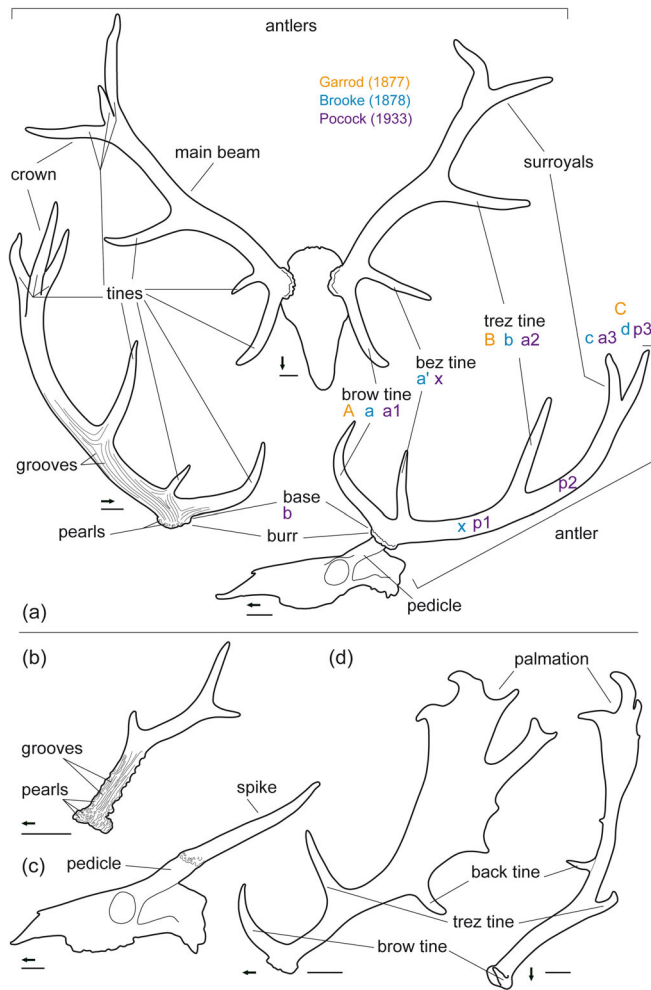 antlers
Garrod (1877)
Brooke (1878)
Pocock (1933)
main beam
surroyals
crown
tines
trez tine
B b a2
C
d p3
c a3
bez tine
a' x
brow tine
A a a1
grooves
p2
base
b
x p1
pearls
burr
antler
pedicle
(a)
(b)
(d)
palmation
grooves
pearls
spike
(c)
pedicle
back tine
trez tine
brow tine